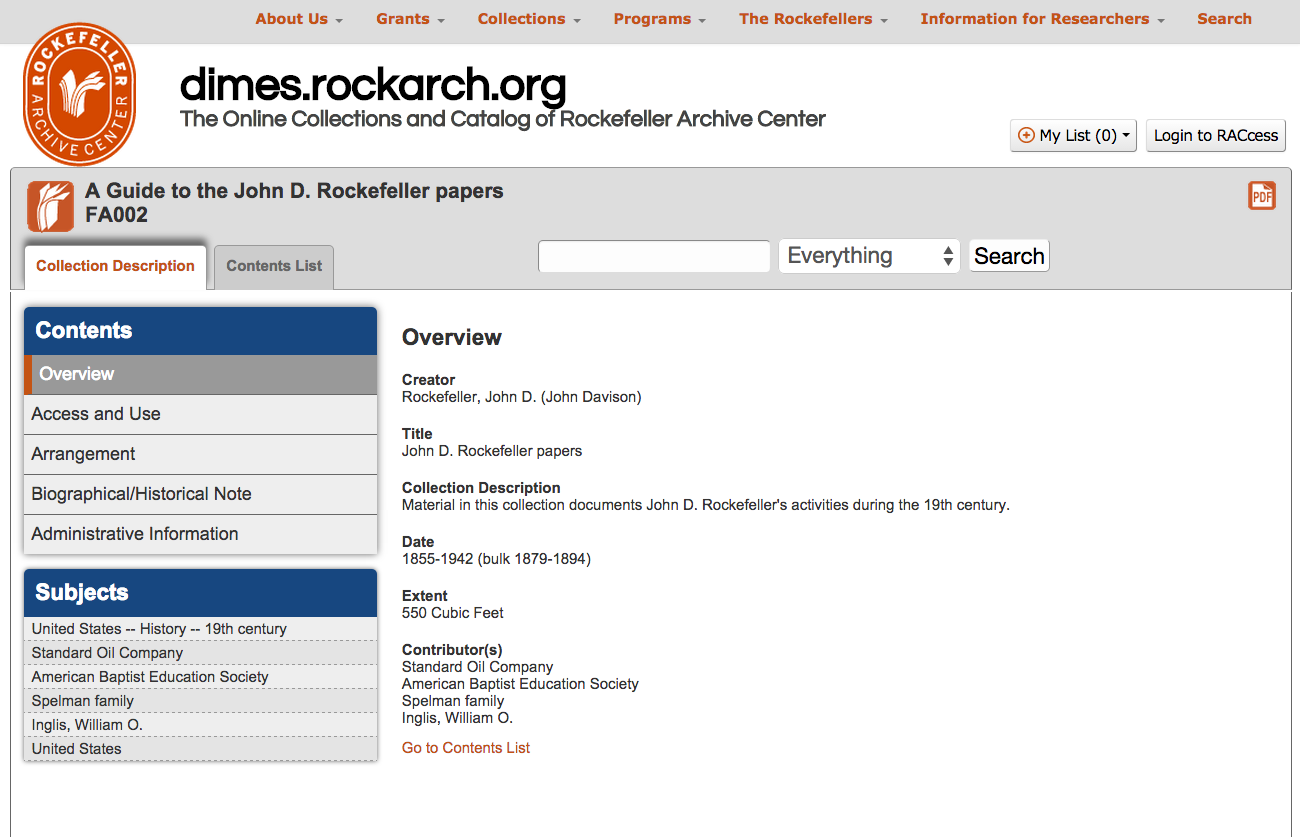 About Us
Grants
Collections
Programs
The Rockefellers
Information for Researchers
Search
ROCKEFELLER
ARCHIVE CENTER
dimes.rockarch.org
The Online Collections and Catalog of Rockefeller Archive Center
My List (0)
Login to RACcess
A Guide to the John D. Rockefeller papers
FA002
PDF
Collection Description
Contents List
Everything
Search
Contents
Overview
Access and Use
Arrangement
Biographical/Historical Note
Administrative Information
Subjects
United States -- History -- 19th century
Standard Oil Company
American Baptist Education Society
Spelman family
Inglis, William O.
United States
Overview
Creator
Rockefeller, John D. (John Davison)
Title
John D. Rockefeller papers
Collection Description
Material in this collection documents John D. Rockefeller's activities during the 19th century.
Date
1855-1942 (bulk 1879-1894)
Extent
550 Cubic Feet
Contributor(s)
Standard Oil Company
American Baptist Education Society
Spelman family
Inglis, William O.
Go to Contents List